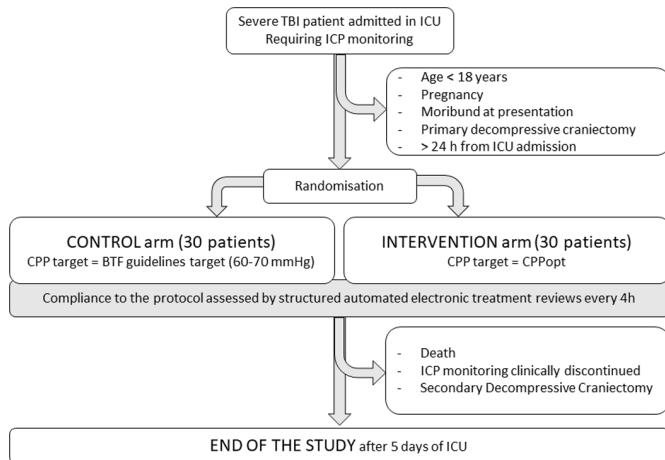 Severe TBI patient admitted in ICU
Requiring ICP monitoring
- Age < 18 years
- Pregnancy
- Moribund at presentation
- Primary decompressive craniectomy
- > 24 h from ICU admission
Randomisation
CONTROL arm (30 patients)
CPP target = BTF guidelines target (60-70 mmHg)
INTERVENTION arm (30 patients)
CPP target = CPPopt
Compliance to the protocol assessed by structured automated electronic treatment reviews every 4h
- Death
- ICP monitoring clinically discontinued
- Secondary Decompressive Craniectomy
END OF THE STUDY after 5 days of ICU